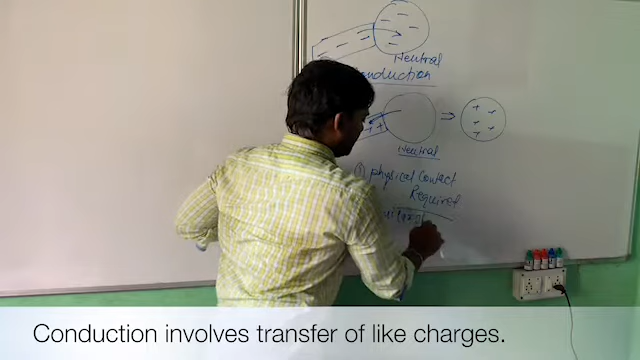 Neutral
Conduction
Neutral
① physical Contact
Required
Conduction involves transfer of like charges.